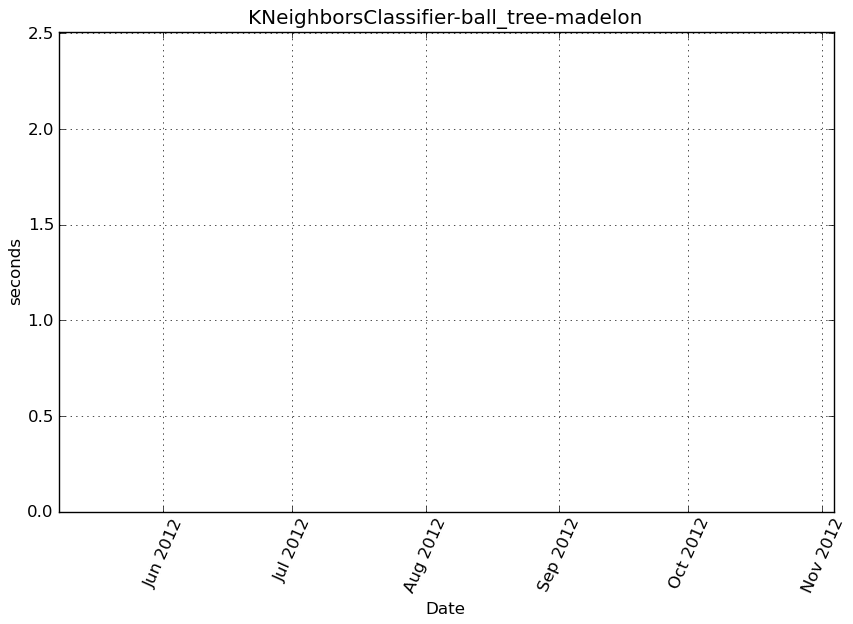 KNeighborsClassifier-ball_tree-madelon
2.5
2.0
1.5
1.0
0.5
0.0
seconds
Jun 2012
Jul 2012
Aug 2012
Sep 2012
Oct 2012
Nov 2012
Date